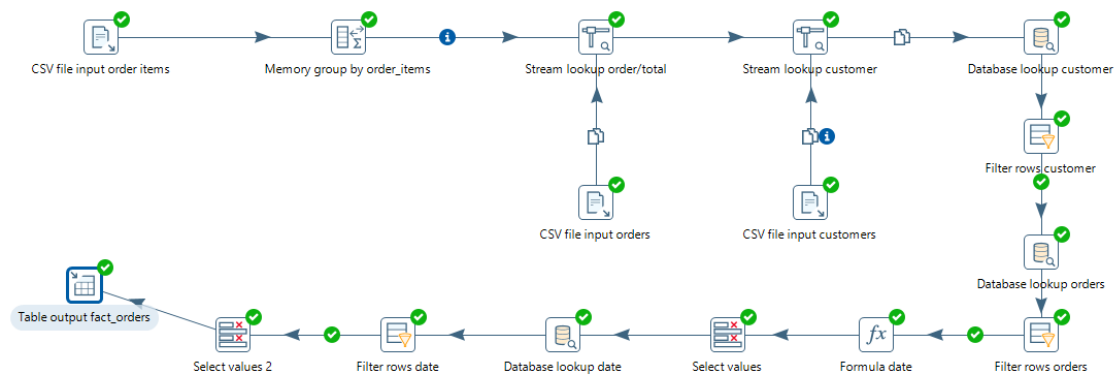 CSV file input order items
Memory group by order_items
Stream lookup order/total
Stream lookup customer
Database lookup customer
Filter rows customer
CSV file input orders
CSV file input customers
Database lookup orders
Table output fact_orders
Select values 2
Filter rows date
Database lookup date
Select values
Formula date
Filter rows orders